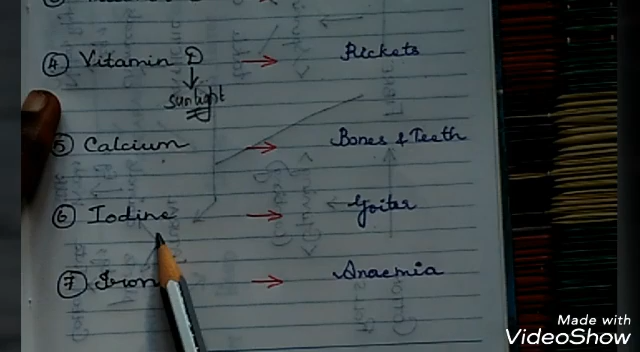 ④ Vitamin D → Rickets
↓
sunlight
⑤ Calcium → Bones & Teeth
⑥ Iodine → Goiter
⑦ Iron → Anaemia
Made with
VideoShow